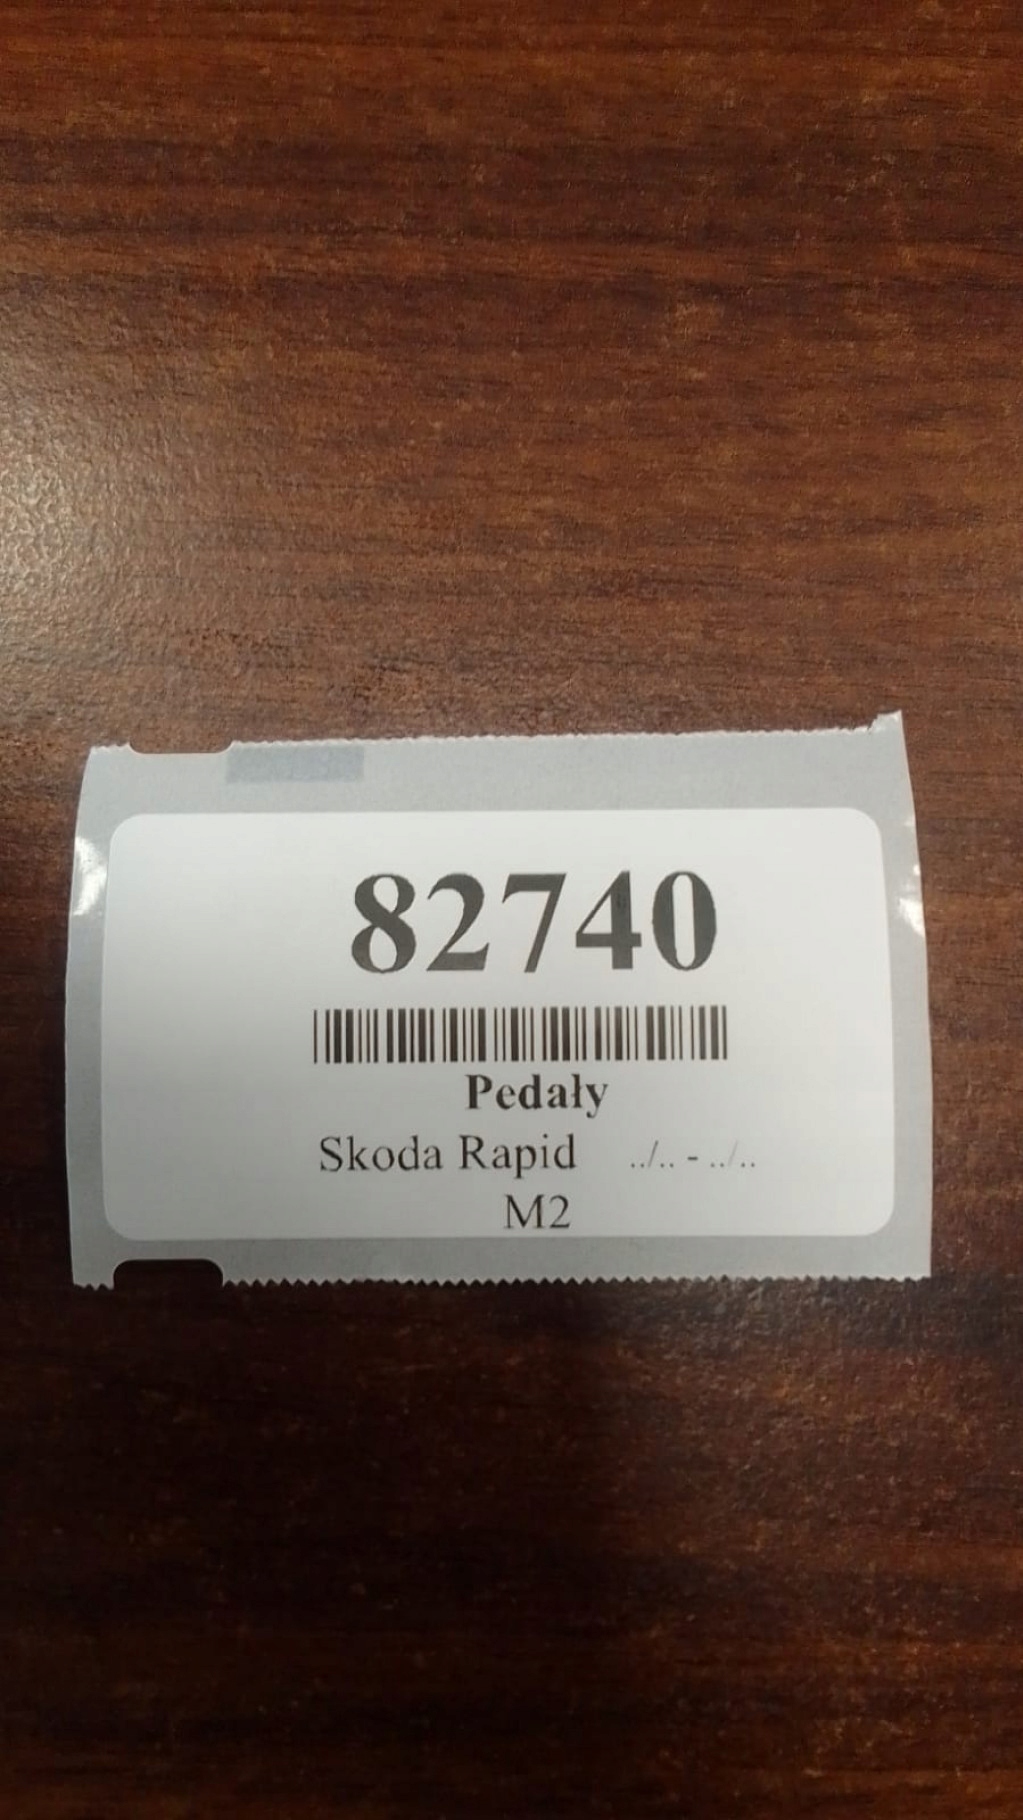 82740
Pedały
Skoda Rapid ../.. - ../..
M2